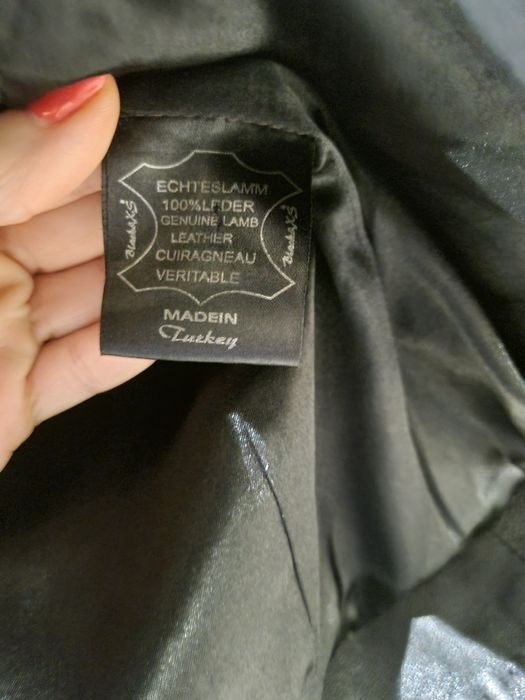 ECHTESLAMM
100%LEDER
GENUINE LAMB
LEATHER
CUIRAGNEAU
VERITABLE
MADEIN
Turkey